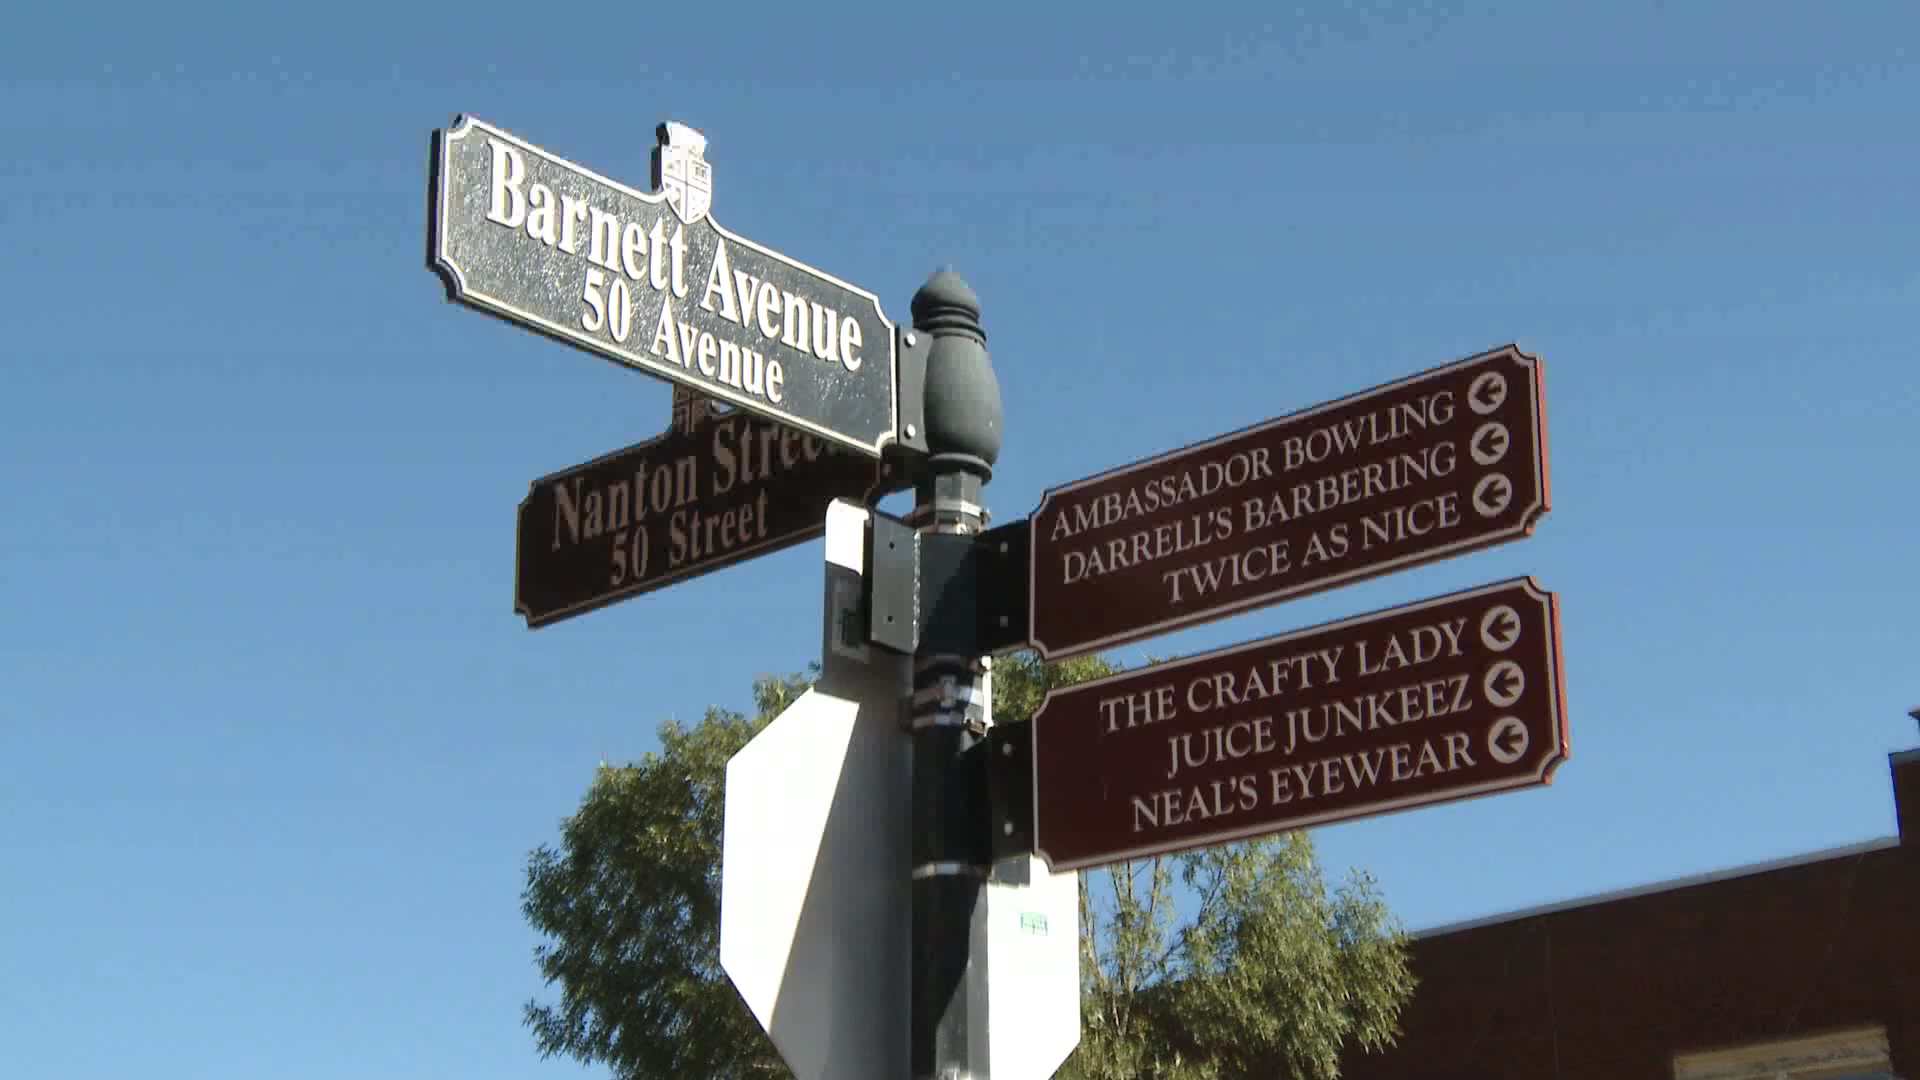 Barnett Avenue
50 Avenue
Nanton Street
50 Street
AMBASSADOR BOWLING
DARRELL'S BARBERING
TWICE AS NICE
THE CRAFTY LADY
JUICE JUNKEEZ
NEAL'S EYEWEAR